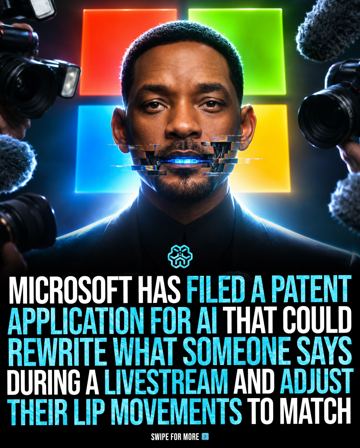 MICROSOFT HAS FILED A PATENT
APPLICATION FOR AI THAT COULD
REWRITE WHAT SOMEONE SAYS
DURING A LIVESTREAM AND ADJUST
THEIR LIP MOVEMENTS TO MATCH
SWIPE FOR MORE